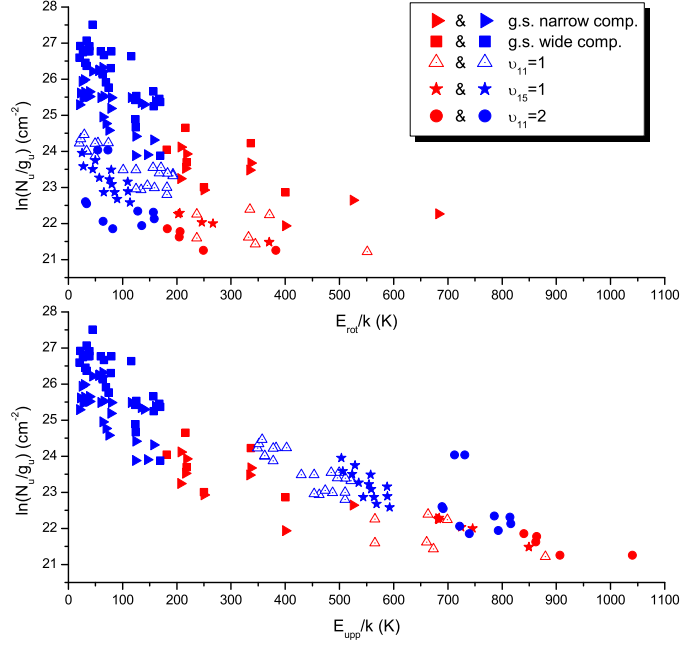 28
27
26
25
24
23
22
21
ln(Nᵤ/gᵤ) (cm⁻²)
& g.s. narrow comp.
& g.s. wide comp.
& υ₁₁=1
& υ₁₅=1
& υ₁₁=2
0 100 200 300 400 500 600 700 800 900 1000 1100
E_rot/k (K)
28
27
26
25
24
23
22
21
ln(Nᵤ/gᵤ) (cm⁻²)
0 100 200 300 400 500 600 700 800 900 1000 1100
E_upp/k (K)